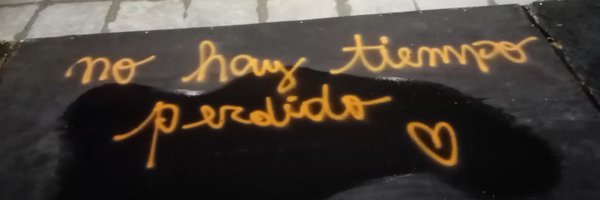 no hay tiempo
perdido